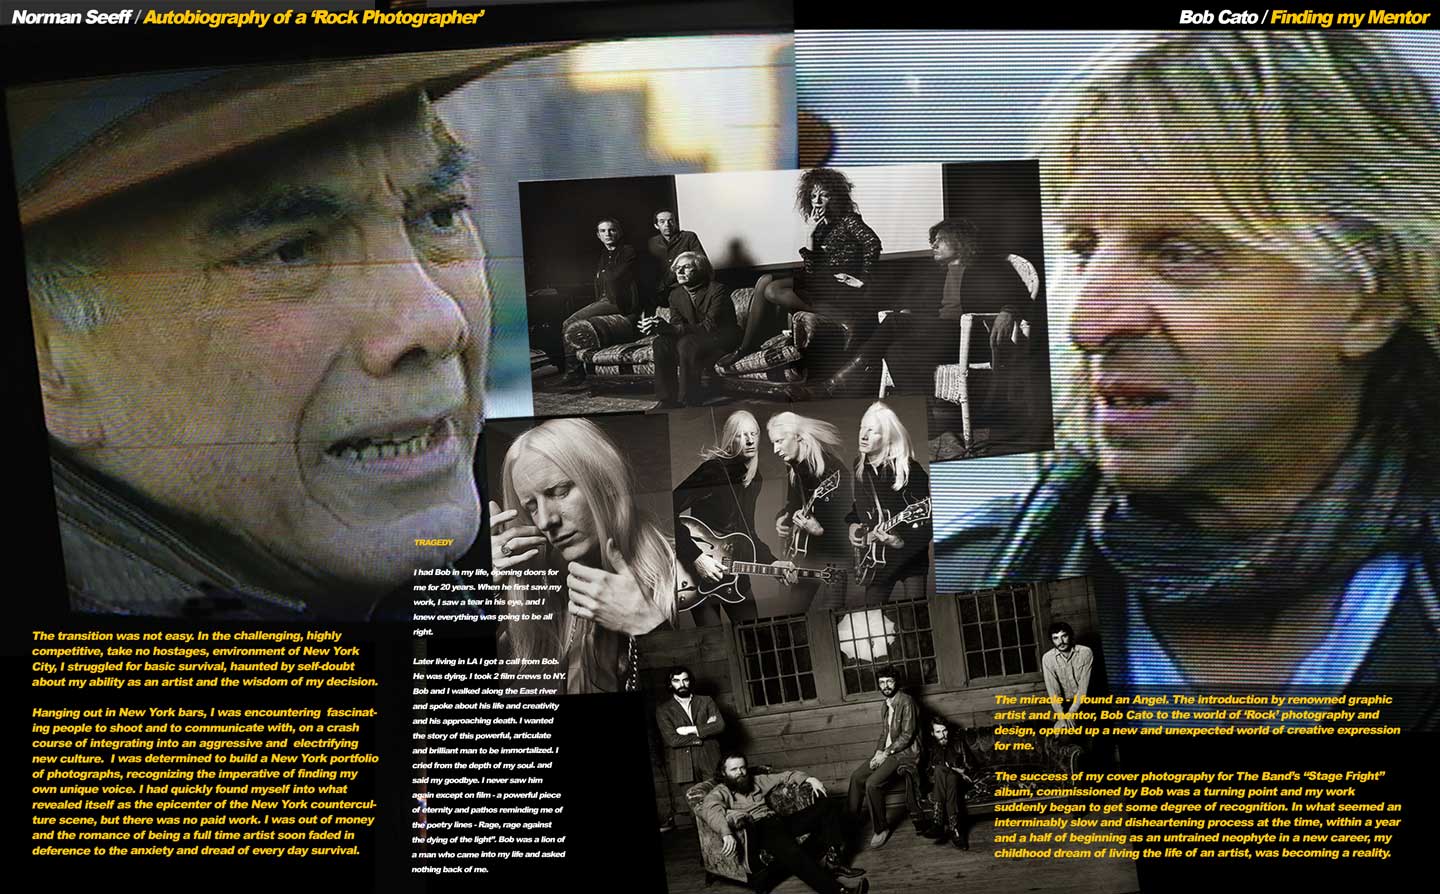 Norman Seeff / Autobiography of a ‘Rock Photographer’
Bob Cato / Finding my Mentor
The transition was not easy. In the challenging, highly
competitive, take no hostages, environment of New York
City, I struggled for basic survival, haunted by self-doubt
about my ability as an artist and the wisdom of my decision.
Hanging out in New York bars, I was encountering fascinat-
ing people to shoot and to communicate with, on a crash
course of integrating into an aggressive and electrifying
new culture. I was determined to build a New York portfolio
of photographs, recognizing the imperative of finding my
own unique voice. I had quickly found myself into what
revealed itself as the epicenter of the New York countercul-
ture scene, but there was no paid work. I was out of money
and the romance of being a full time artist soon faded in
deference to the anxiety and dread of every day survival.
TRAGEDY
I had Bob in my life, opening doors for
me for 20 years. When he first saw my
work, I saw a tear in his eye, and I
knew everything was going to be all
right.
Later living in LA I got a call from Bob.
He was dying. I took 2 film crews to NY.
Bob and I walked along the East river
and spoke about his life and creativity
and his approaching death. I wanted
the story of this powerful, articulate
and brilliant man to be immortalized. I
cried from the depth of my soul. and
said my goodbye. I never saw him
again except on film - a powerful piece
of eternity and pathos reminding me of
the poetry lines - Rage, rage against
the dying of the light”. Bob was a lion of
a man who came into my life and asked
nothing back of me.
The miracle - I found an Angel. The introduction by renowned graphic
artist and mentor, Bob Cato to the world of ‘Rock’ photography and
design, opened up a new and unexpected world of creative expression
for me.
The success of my cover photography for The Band’s “Stage Fright”
album, commissioned by Bob was a turning point and my work
suddenly began to get some degree of recognition. In what seemed an
interminably slow and disheartening process at the time, within a year
and a half of beginning as an untrained neophyte in a new career, my
childhood dream of living the life of an artist, was becoming a reality.